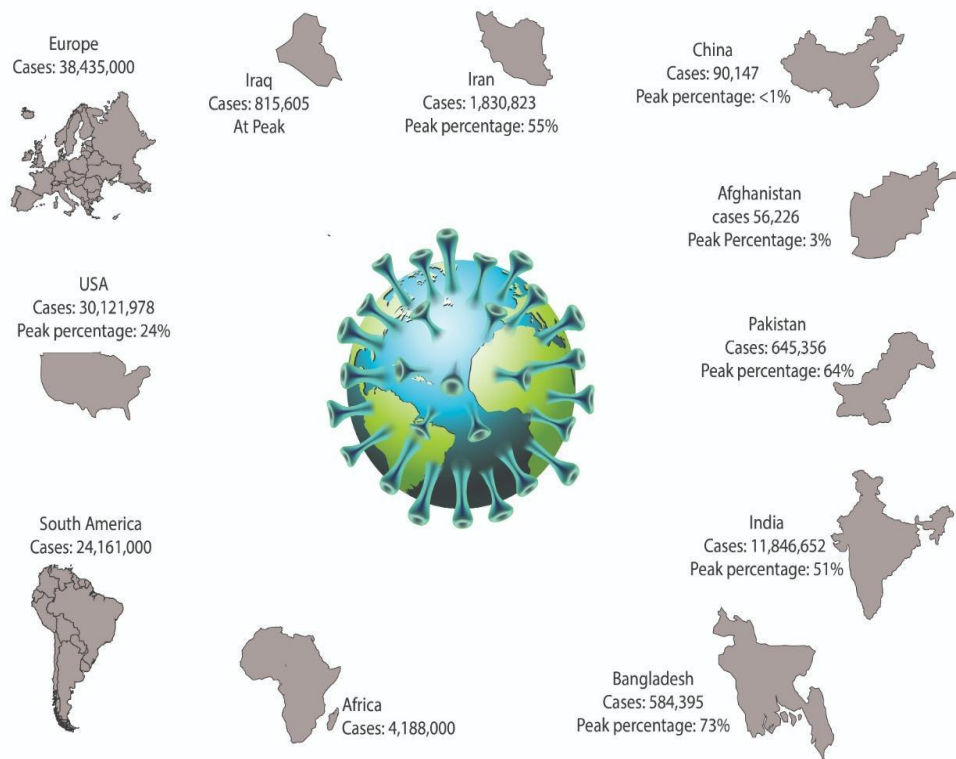 Europe
Cases: 38,435,000
Iraq
Cases: 815,605
At Peak
Iran
Cases: 1,830,823
Peak percentage: 55%
China
Cases: 90,147
Peak percentage: <1%
Afghanistan
cases 56,226
Peak Percentage: 3%
USA
Cases: 30,121,978
Peak percentage: 24%
Pakistan
Cases: 645,356
Peak percentage: 64%
South America
Cases: 24,161,000
India
Cases: 11,846,652
Peak percentage: 51%
Africa
Cases: 4,188,000
Bangladesh
Cases: 584,395
Peak percentage: 73%